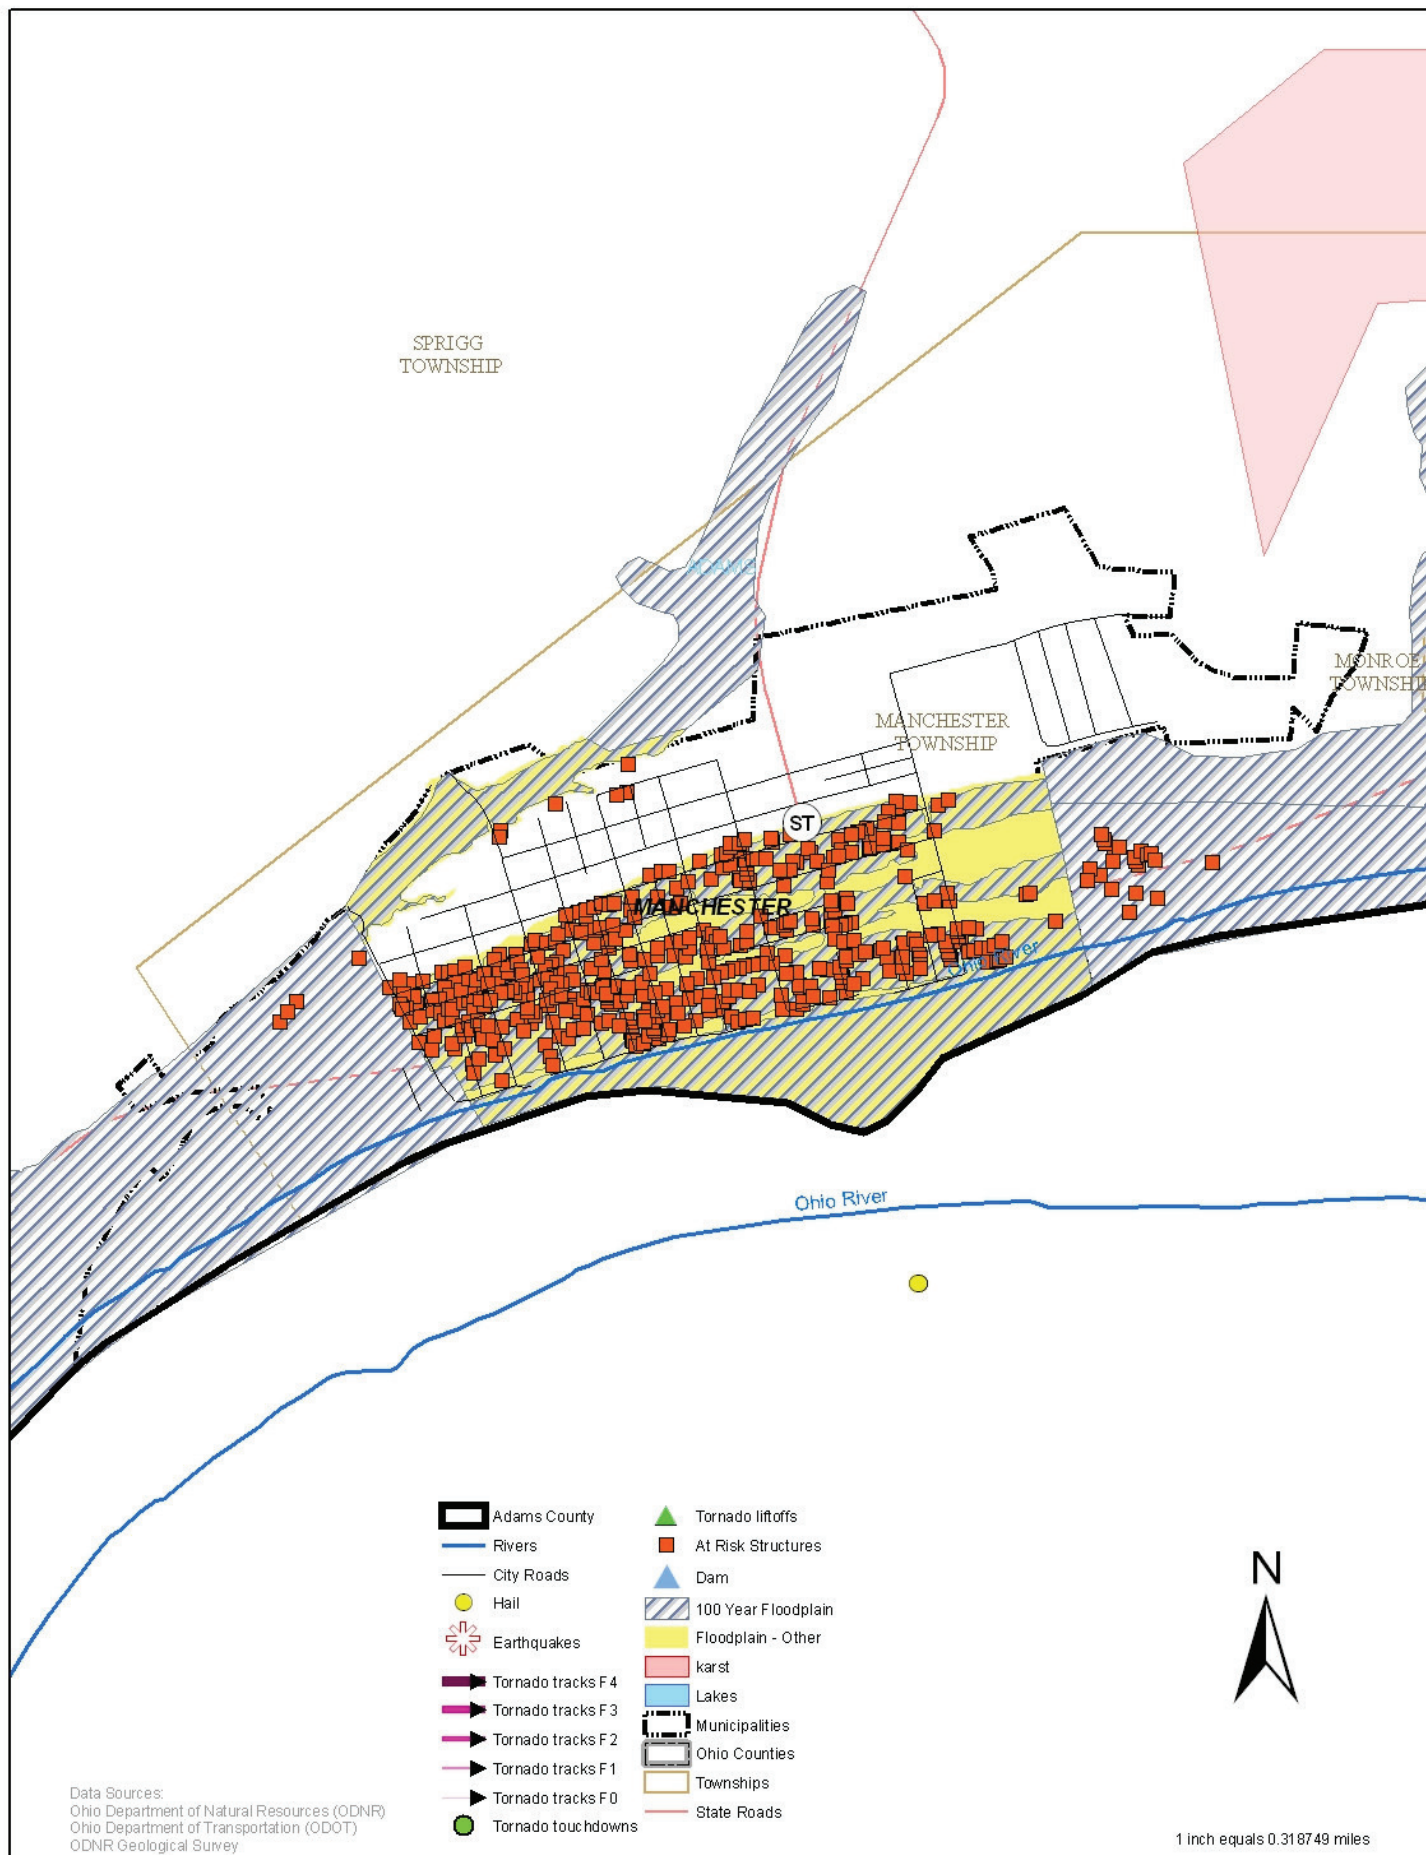 SPRIGG
TOWNSHIP
ADAMS
MONROE
TOWNSHIP
MANCHESTER
TOWNSHIP
ST
MANCHESTER
Ohio River
Ohio River
Adams County
Rivers
City Roads
Hail
Earthquakes
Tornado tracks F4
Tornado tracks F3
Tornado tracks F2
Tornado tracks F1
Tornado tracks F0
Tornado touchdowns
Tornado liftoffs
At Risk Structures
Dam
100 Year Floodplain
Floodplain - Other
karst
Lakes
Municipalities
Ohio Counties
Townships
State Roads
N
Data Sources:
Ohio Department of Natural Resources (ODNR)
Ohio Department of Transportation (ODOT)
ODNR Geological Survey
1 inch equals 0.318749 miles